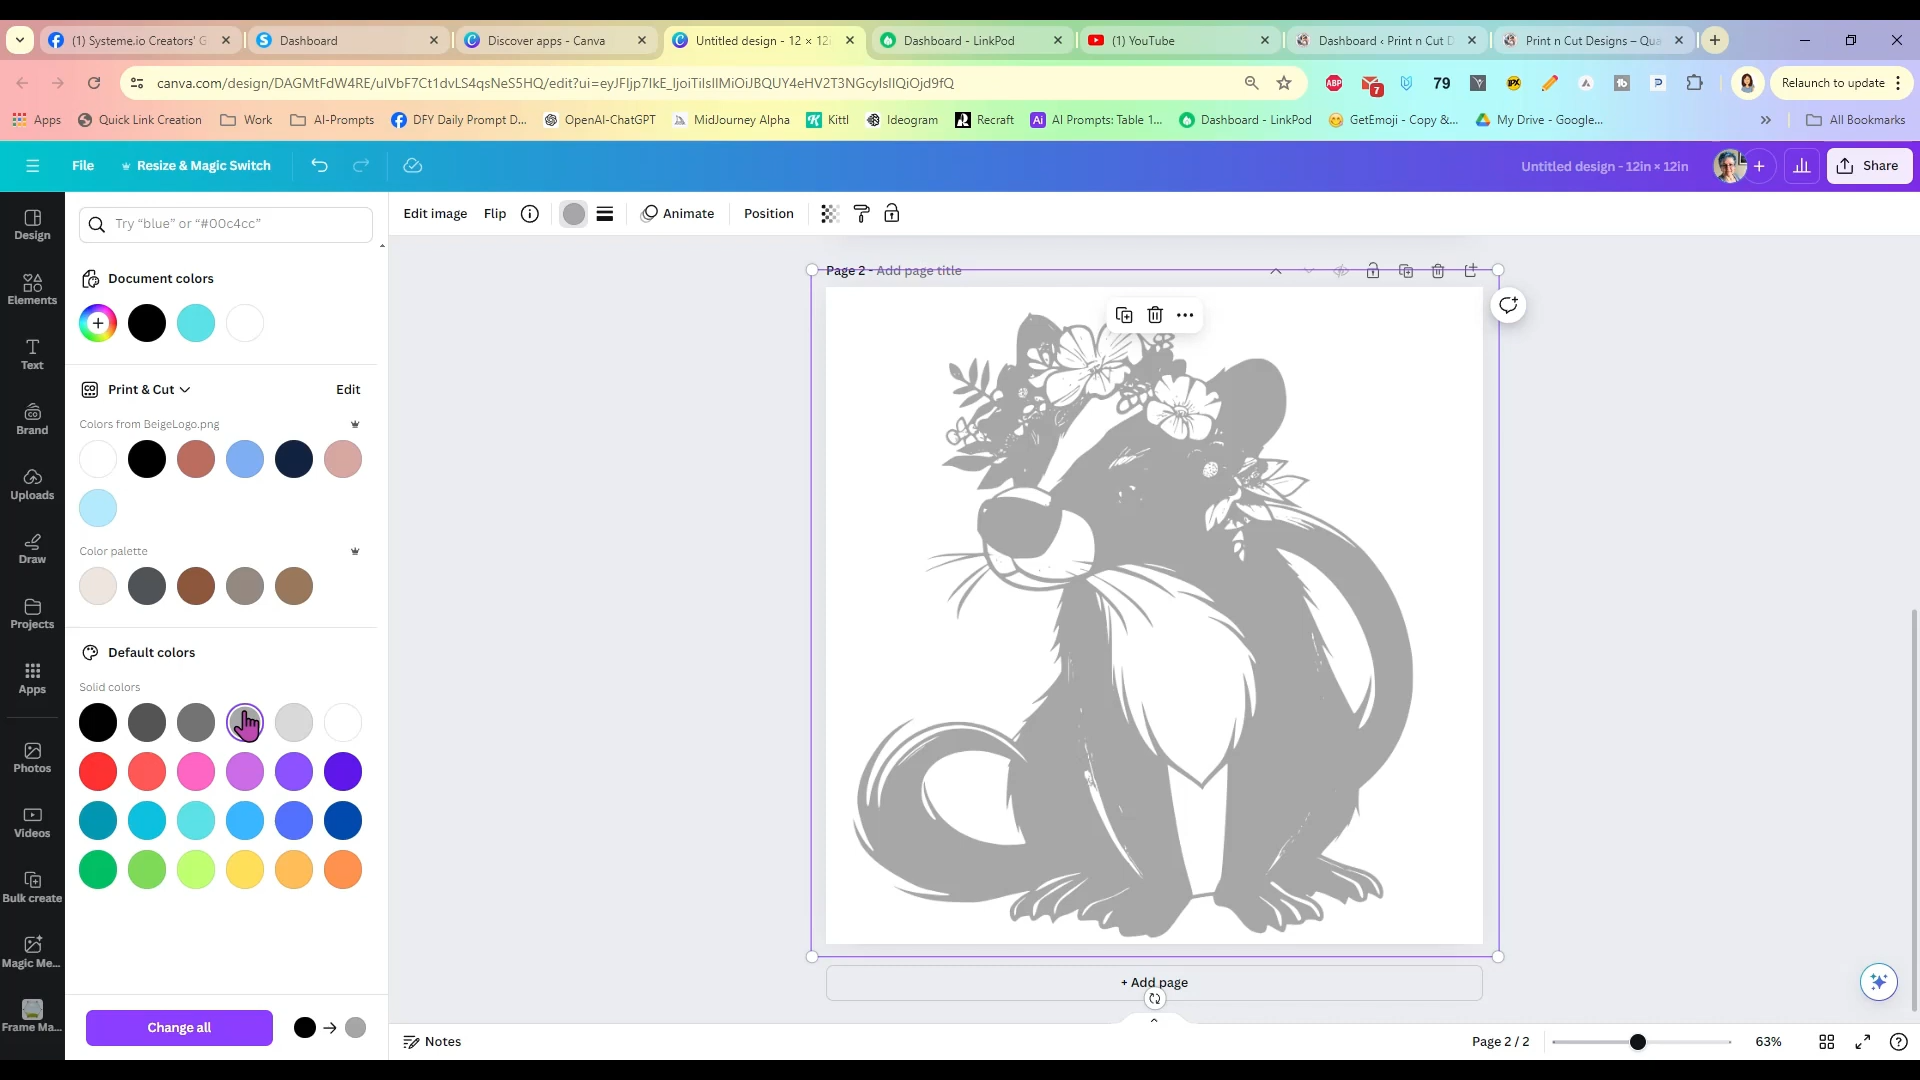 (1) Systeme.io Creators' G
Dashboard
Discover apps - Canva
Untitled design - 12 × 12i
Dashboard - LinkPod
(1) YouTube
Dashboard ‹ Print n Cut D
Print n Cut Designs – Qua
canva.com/design/DAGMtFdW4RE/ulVbF7Ct1dvLS4qsNeS5HQ/edit?ui=eyJFIjp7IkE_IjoiTilsIlMiOiJBQUY4eHV2T3NGcyIsIlQiOjd9fQ
ABP
7
79
Relaunch to update
Apps
Quick Link Creation
Work
AI-Prompts
DFY Daily Prompt D...
OpenAI-ChatGPT
MidJourney Alpha
Kittl
Ideogram
Recraft
AI Prompts: Table 1...
Dashboard - LinkPod
GetEmoji - Copy &...
My Drive - Google...
All Bookmarks
File
Resize & Magic Switch
Untitled design - 12in × 12in
Share
Design
Elements
Text
Brand
Uploads
Draw
Projects
Apps
Photos
Videos
Bulk create
Magic Me...
Frame Ma...
Try “blue” or “#00c4cc”
Document colors
Print & Cut
Edit
Colors from BeigeLogo.png
Color palette
Default colors
Solid colors
Change all
Edit image
Flip
Animate
Position
Page 2 - Add page title
+ Add page
Notes
Page 2 / 2
63%